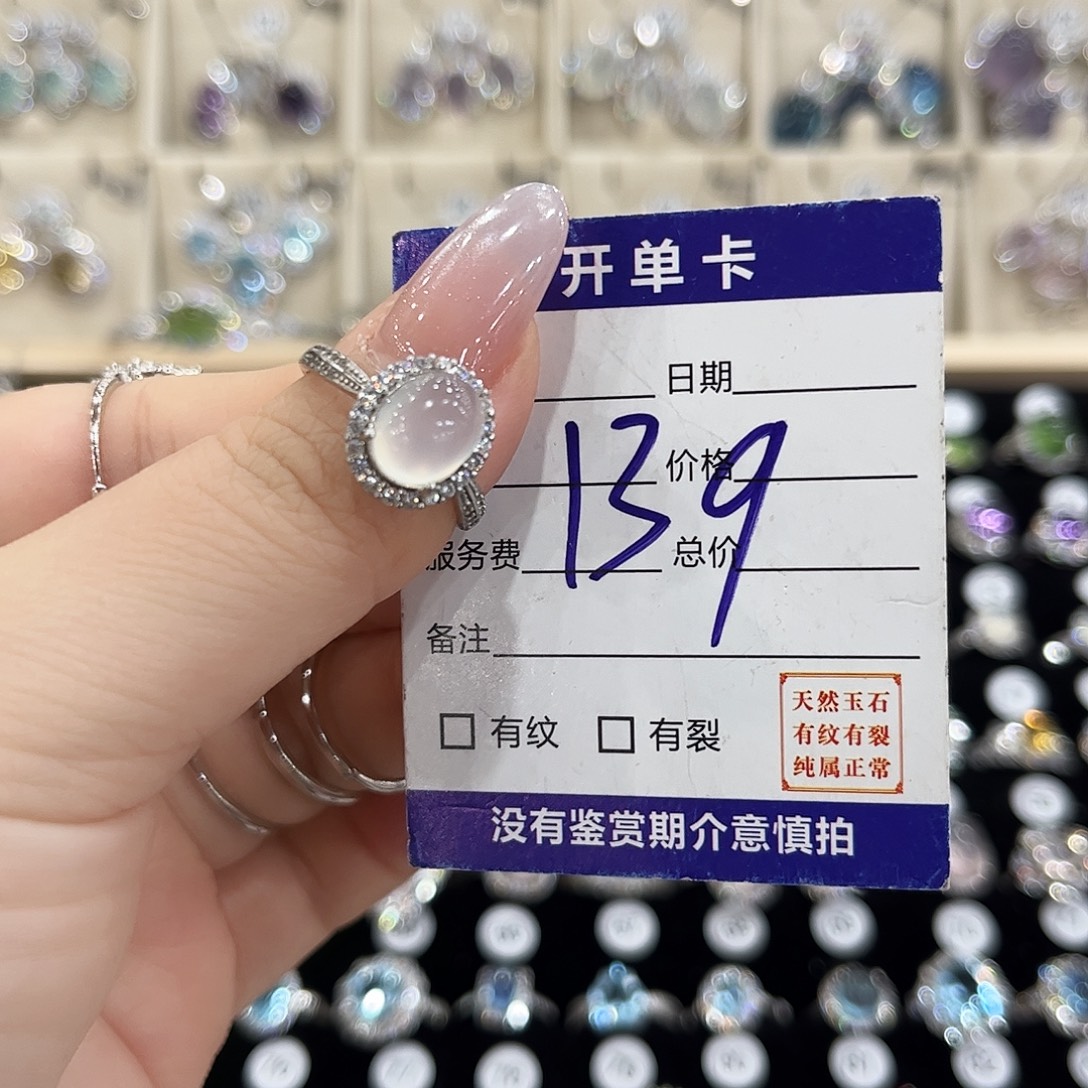 开单卡
日期
139
价格
服务费 总价
备注
有纹 有裂
天然玉石
有纹有裂
纯属正常
没有鉴赏期介意慎拍